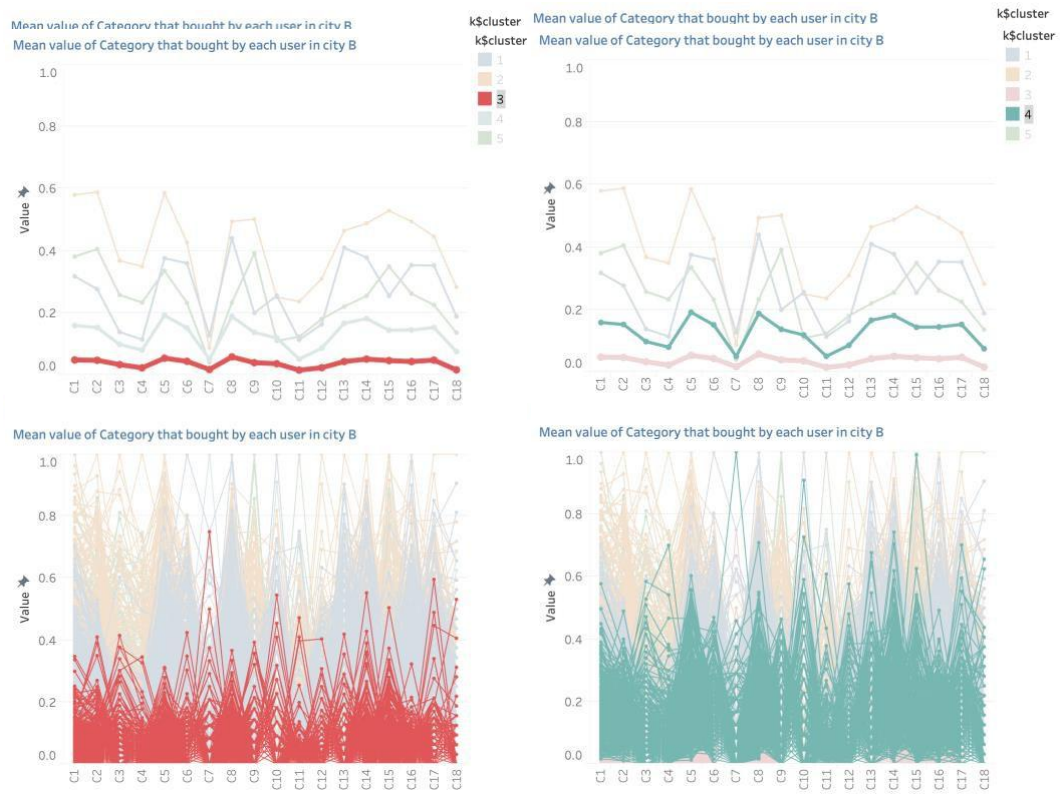 Mean value of Category that bought by each user in city B
k$cluster
Mean value of Category that bought by each user in city B
k$cluster
1
2
3
4
5
1.0
0.8
0.6
0.4
0.2
0.0
Value
C1 C2 C3 C4 C5 C6 C7 C8 C9 C10 C11 C12 C13 C14 C15 C16 C17 C18
Mean value of Category that bought by each user in city B
k$cluster
Mean value of Category that bought by each user in city B
k$cluster
1
2
3
4
5
1.0
0.8
0.6
0.4
0.2
0.0
Value
C1 C2 C3 C4 C5 C6 C7 C8 C9 C10 C11 C12 C13 C14 C15 C16 C17 C18
Mean value of Category that bought by each user in city B
1.0
0.8
0.6
0.4
0.2
0.0
Value
C1 C2 C3 C4 C5 C6 C7 C8 C9 C10 C11 C12 C13 C14 C15 C16 C17 C18
Mean value of Category that bought by each user in city B
1.0
0.8
0.6
0.4
0.2
0.0
Value
C1 C2 C3 C4 C5 C6 C7 C8 C9 C10 C11 C12 C13 C14 C15 C16 C17 C18